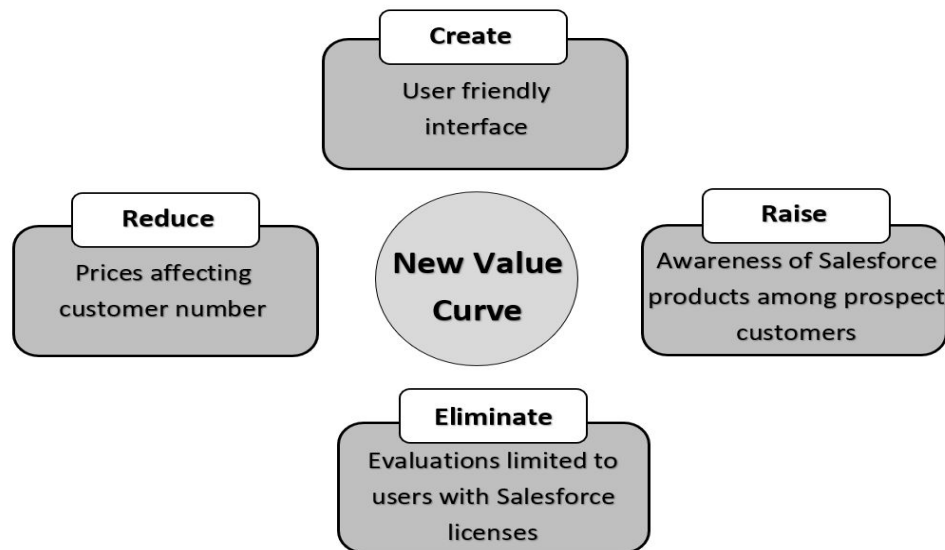 Create
User friendly
interface
Reduce
Prices affecting
customer number
New Value
Curve
Raise
Awareness of Salesforce
products among prospect
customers
Eliminate
Evaluations limited to
users with Salesforce
licenses